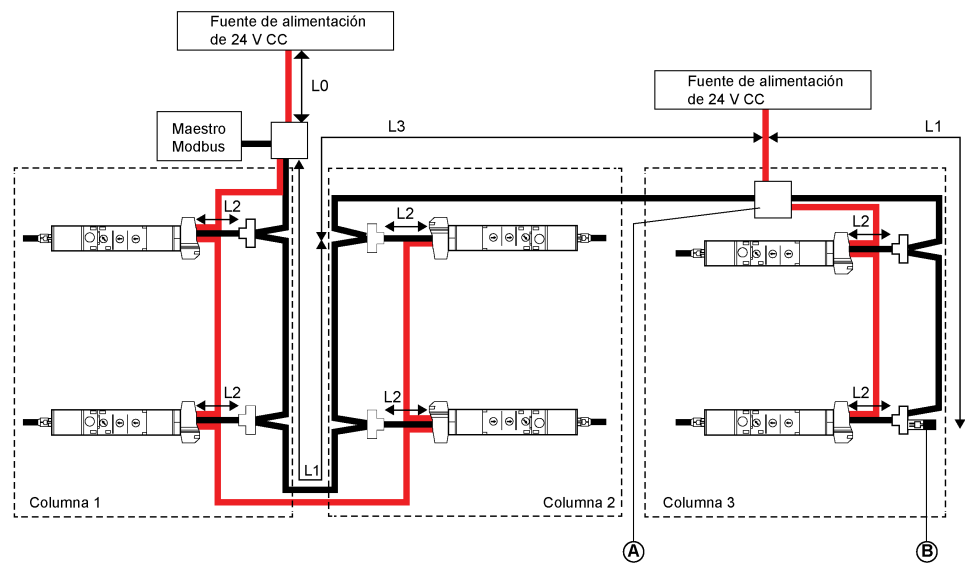 Fuente de alimentación
de 24 V CC
L0
Fuente de alimentación
de 24 V CC
Maestro
Modbus
L3
L1
L2
L2
L2
L2
L2
L2
L1
Columna 1
Columna 2
Columna 3
A
B